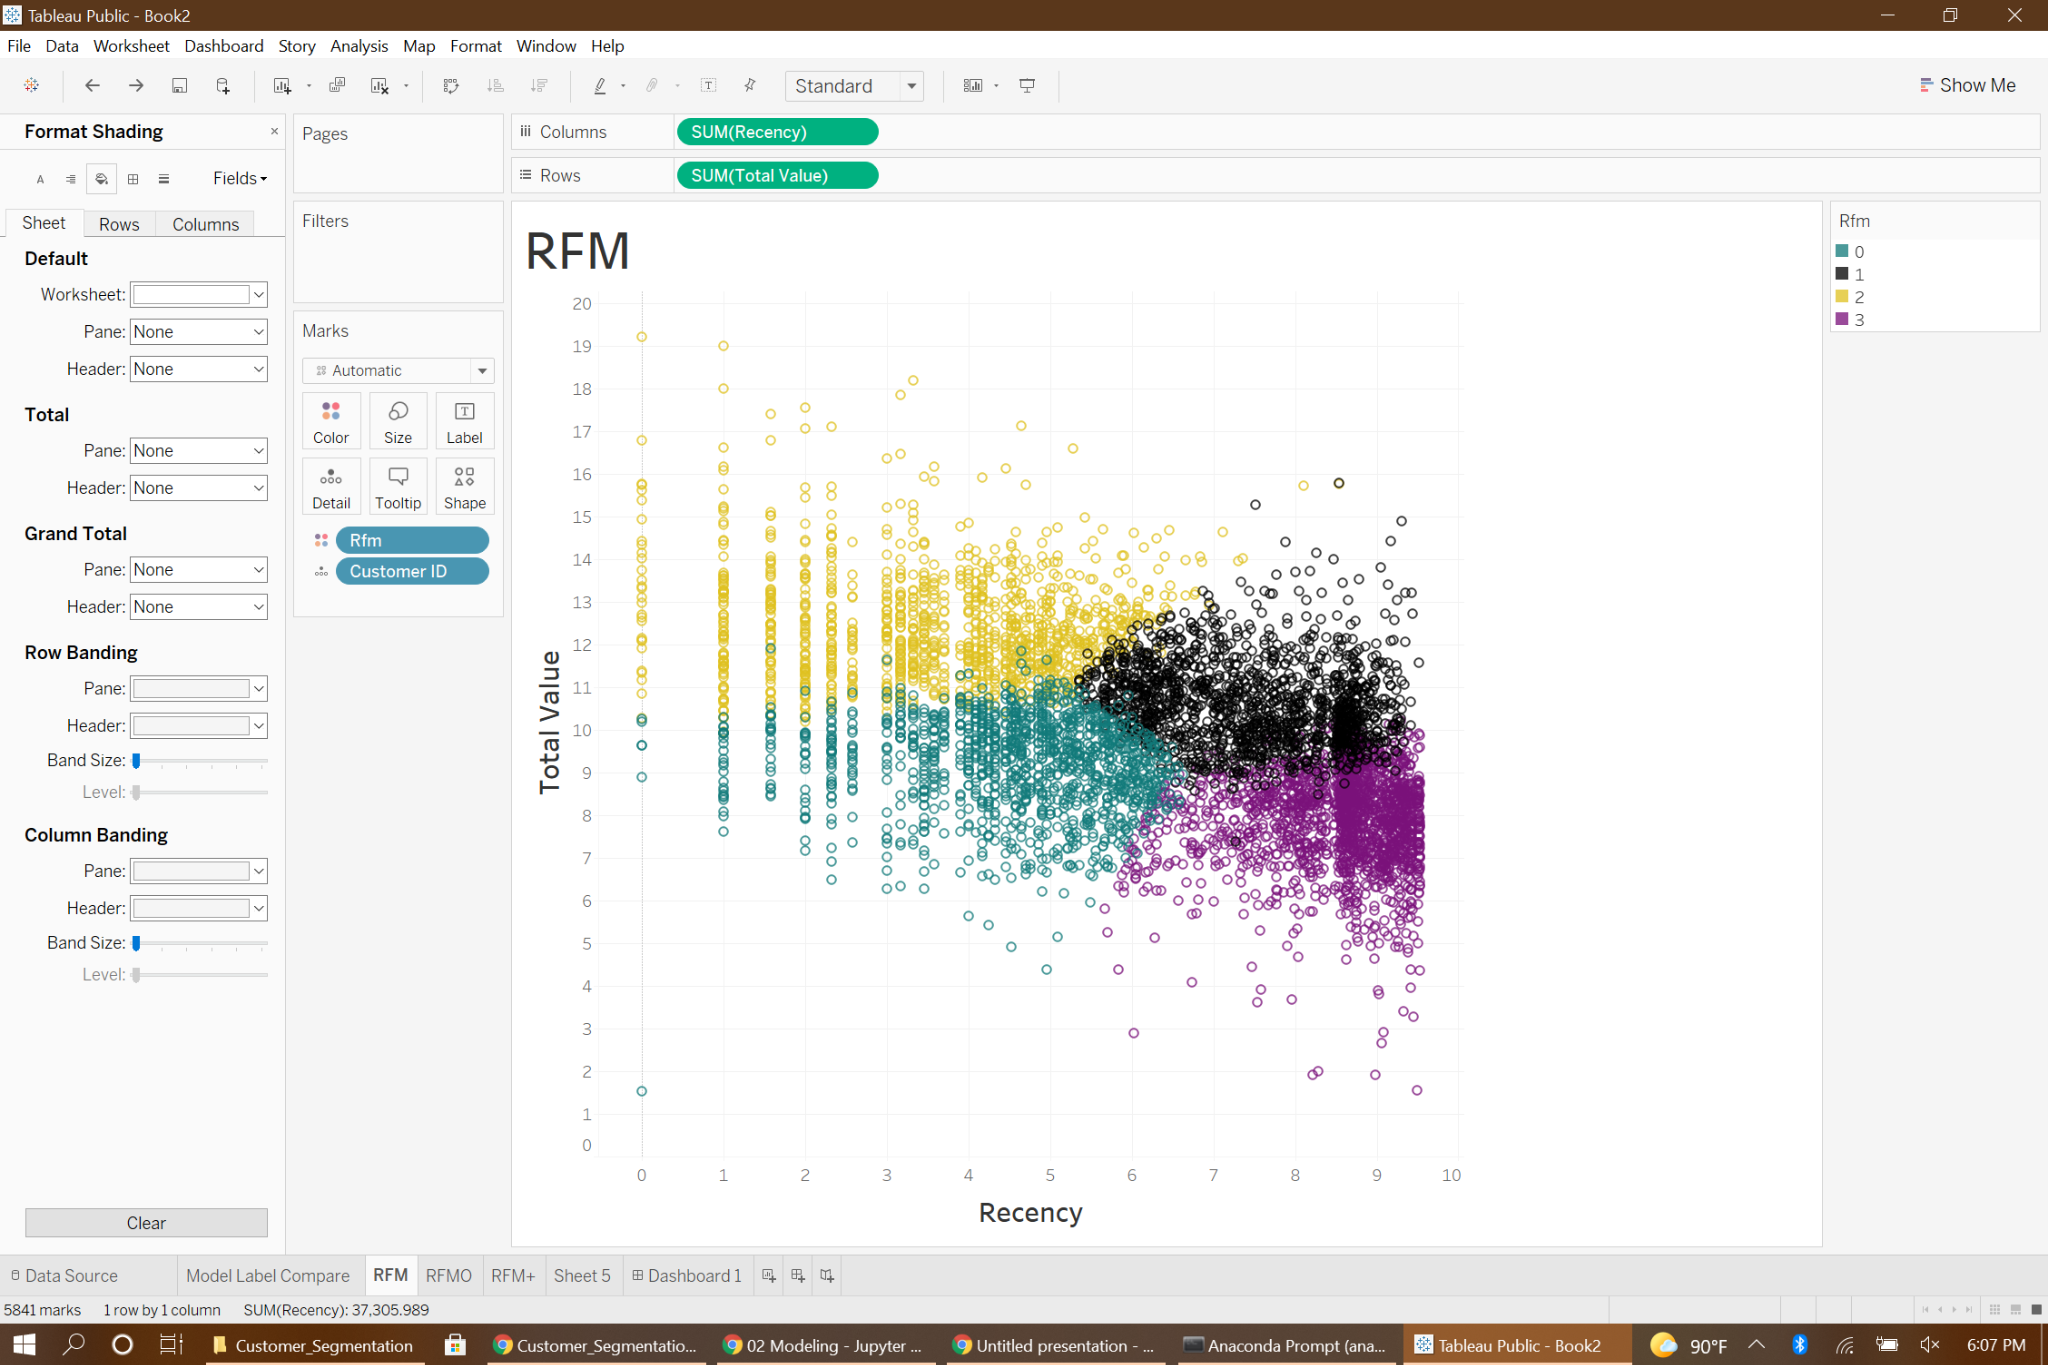 Tableau Public - Book2
File Data Worksheet Dashboard Story Analysis Map Format Window Help
Standard
Show Me
Format Shading
Fields
Sheet Rows Columns
Default
Worksheet:
Pane: None
Header: None
Total
Pane: None
Header: None
Grand Total
Pane: None
Header: None
Row Banding
Pane:
Header:
Band Size:
Level:
Column Banding
Pane:
Header:
Band Size:
Level:
Clear
Pages
Filters
Marks
Automatic
Color Size Label
Detail Tooltip Shape
Rfm
Customer ID
Columns SUM(Recency)
Rows SUM(Total Value)
RFM
Total Value
20
19
18
17
16
15
14
13
12
11
10
9
8
7
6
5
4
3
2
1
0
0 1 2 3 4 5 6 7 8 9 10
Recency
Rfm
0
1
2
3
Data Source Model Label Compare RFM RFMO RFM+ Sheet 5 Dashboard 1
5841 marks 1 row by 1 column SUM(Recency): 37,305.989
Customer_Segmentation Customer_Segmentatio... 02 Modeling - Jupyter ... Untitled presentation - ... Anaconda Prompt (ana... Tableau Public - Book2 90°F 6:07 PM